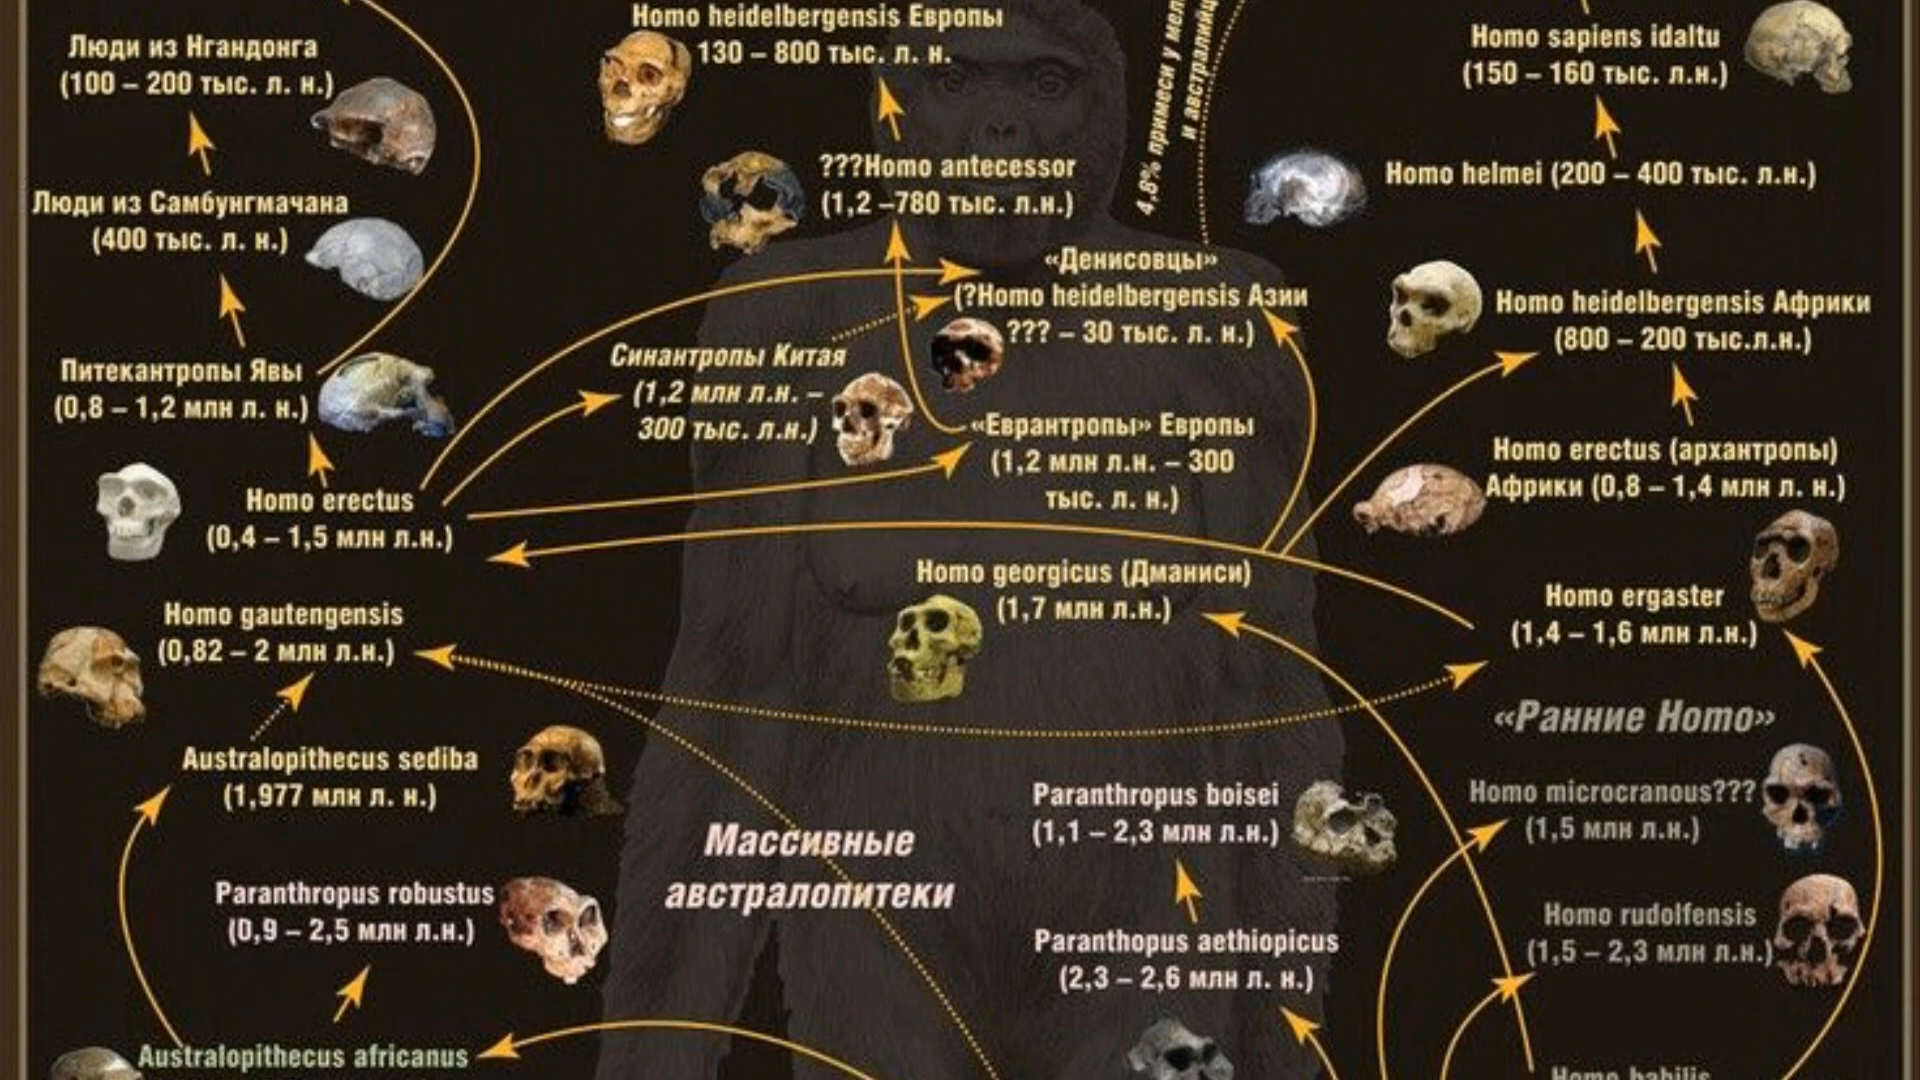 Homo heidelbergensis Европы
130 – 800 тыс. л. н.
Люди из Нгандонга
(100 – 200 тыс. л. н.)
Homo sapiens idaltu
(150 – 160 тыс. л.н.)
4,8% примеси у
и
???Homo antecessor
(1,2 –780 тыс. л.н.)
Homo helmei (200 – 400 тыс. л.н.)
Люди из Самбунгмачана
(400 тыс. л. н.)
«Денисовцы»
(?Homo heidelbergensis Азии
??? – 30 тыс. л. н.)
Homo heidelbergensis Африки
(800 – 200 тыс.л.н.)
Синантропы Китая
(1,2 млн л.н. –
300 тыс. л.н.)
Питекантропы Явы
(0,8 – 1,2 млн л. н.)
«Еврантропы» Европы
(1,2 млн л.н. – 300
тыс. л. н.)
Homo erectus (архантропы)
Африки (0,8 – 1,4 млн л. н.)
Homo erectus
(0,4 – 1,5 млн л.н.)
Homo georgicus (Дманиси)
(1,7 млн л.н.)
Homo ergaster
(1,4 – 1,6 млн л.н.)
Homo gautengensis
(0,82 – 2 млн л.н.)
«Ранние Homo»
Australopithecus sediba
(1,977 млн л. н.)
Homo microcranous???
(1,5 млн л.н.)
Paranthropus boisei
(1,1 – 2,3 млн л.н.)
Массивные
австралопитеки
Paranthropus robustus
(0,9 – 2,5 млн л.н.)
Homo rudolfensis
(1,5 – 2,3 млн л.н.)
Paranthopus aethiopicus
(2,3 – 2,6 млн л. н.)
Australopithecus africanus
Homo habilis